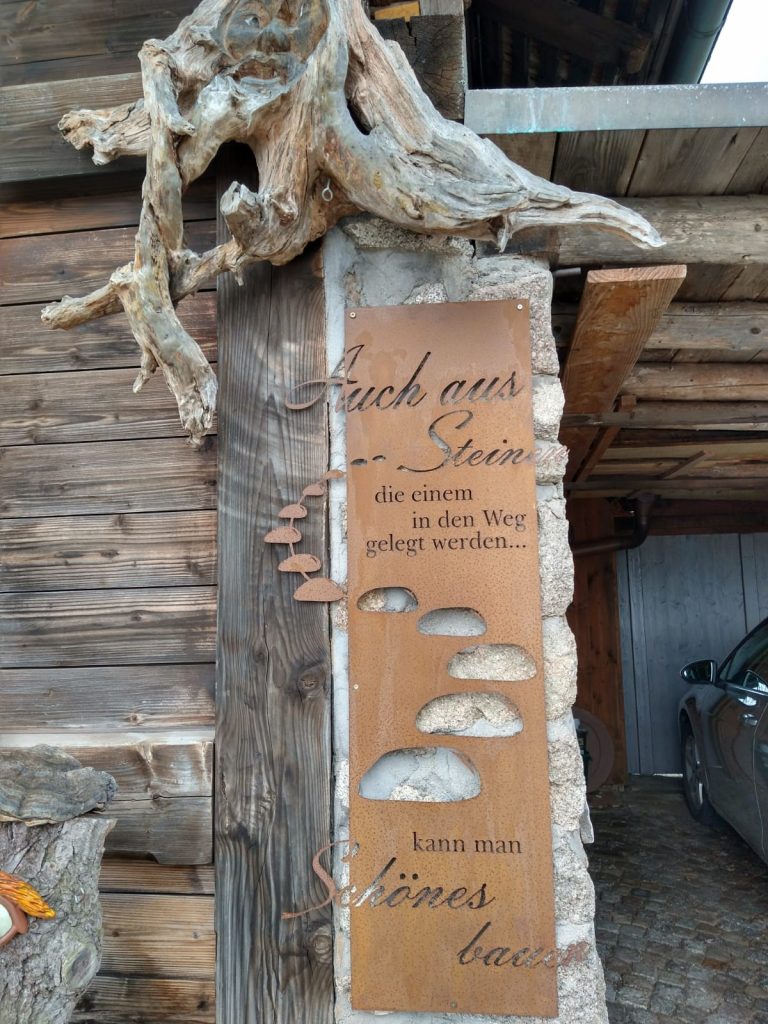 Auch aus
Steinen
die einem
in den Weg
gelegt werden...
kann man
Schönes
bauen